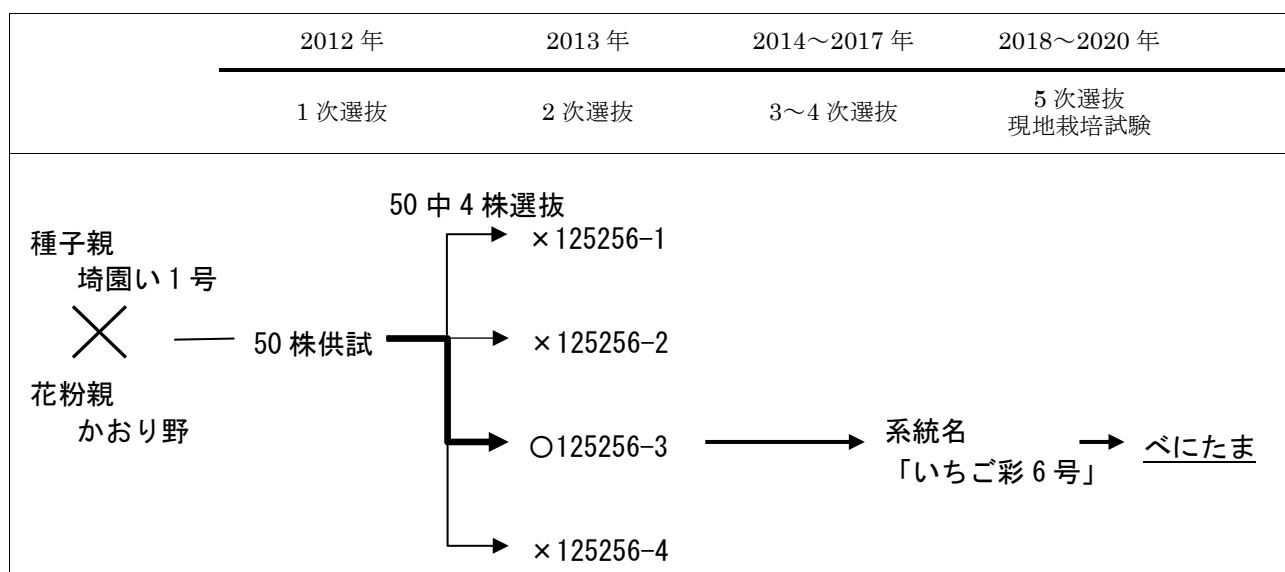 2012 年 2013 年 2014～2017 年 2018～2020 年
1 次選抜 2 次選抜 3～4 次選抜 5 次選抜
現地栽培試験
50 中 4 株選抜
種子親
埼園い 1 号
花粉親
かおり野
50 株供試
×125256-1
×125256-2
○125256-3
×125256-4
系統名
「いちご彩 6 号」
べにたま